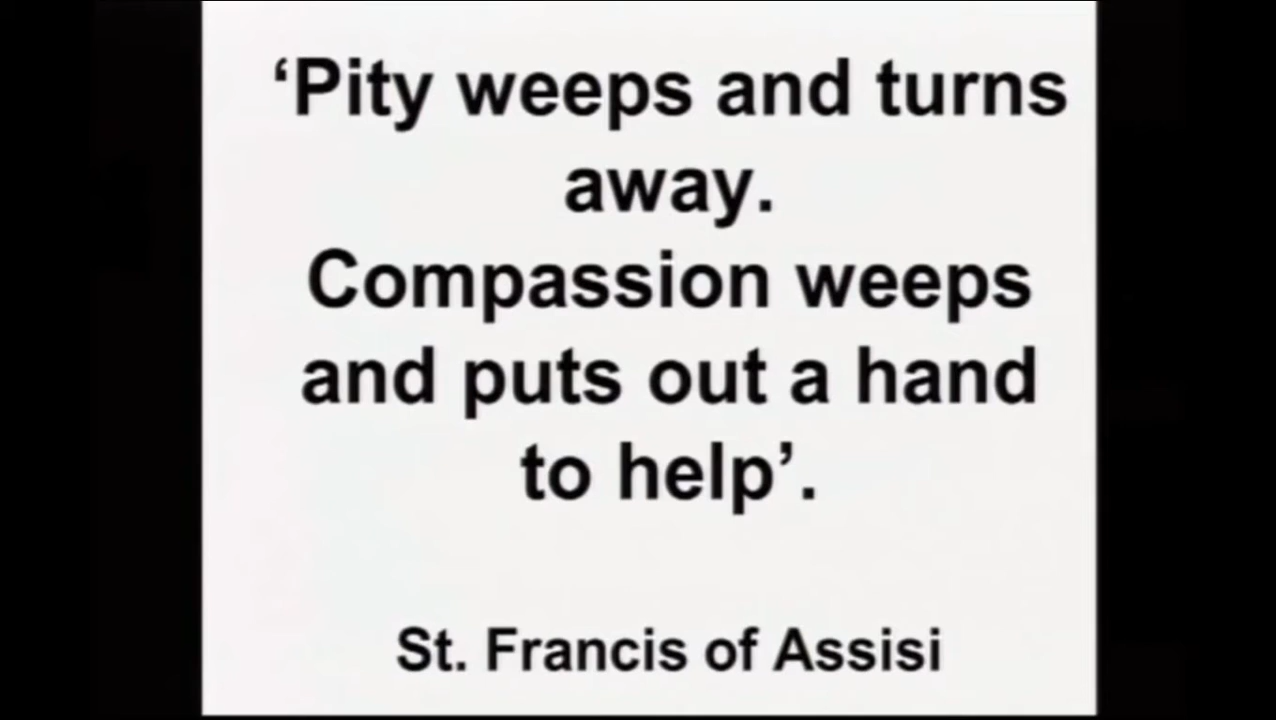 ‘Pity weeps and turns
away.
Compassion weeps
and puts out a hand
to help’.
St. Francis of Assisi